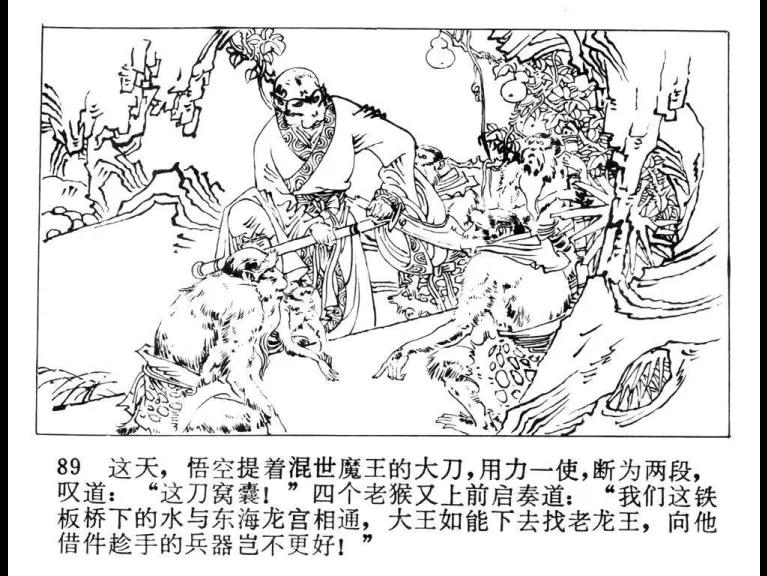 89 这天，悟空提着混世魔王的大刀，用力一使，断为两段，
叹道：“这刀窝囊！”四个老猴又上前启奏道：“我们这铁
板桥下的水与东海龙宫相通，大王如能下去找老龙王，向他
借件趁手的兵器岂不更好！”